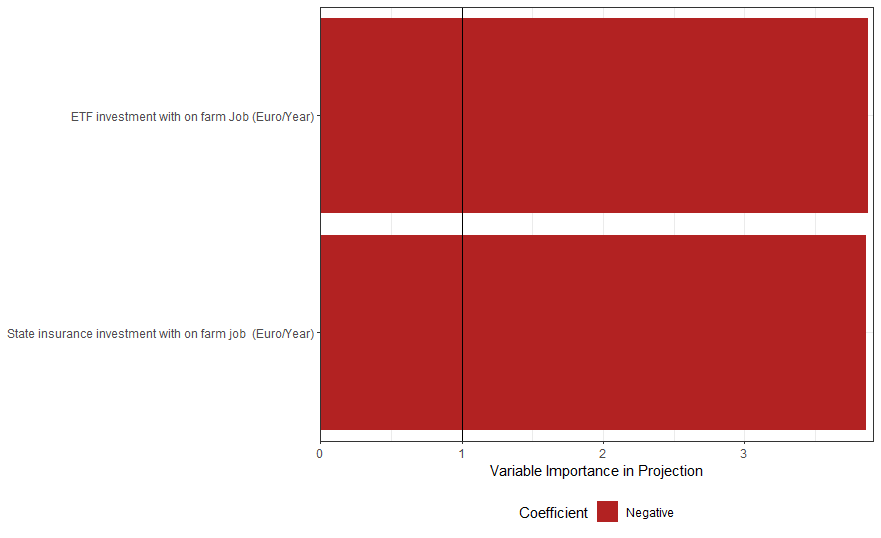 ETF investment with on farm Job (Euro/Year)
State insurance investment with on farm job  (Euro/Year)
0 1 2 3
Variable Importance in Projection
Coefficient Negative